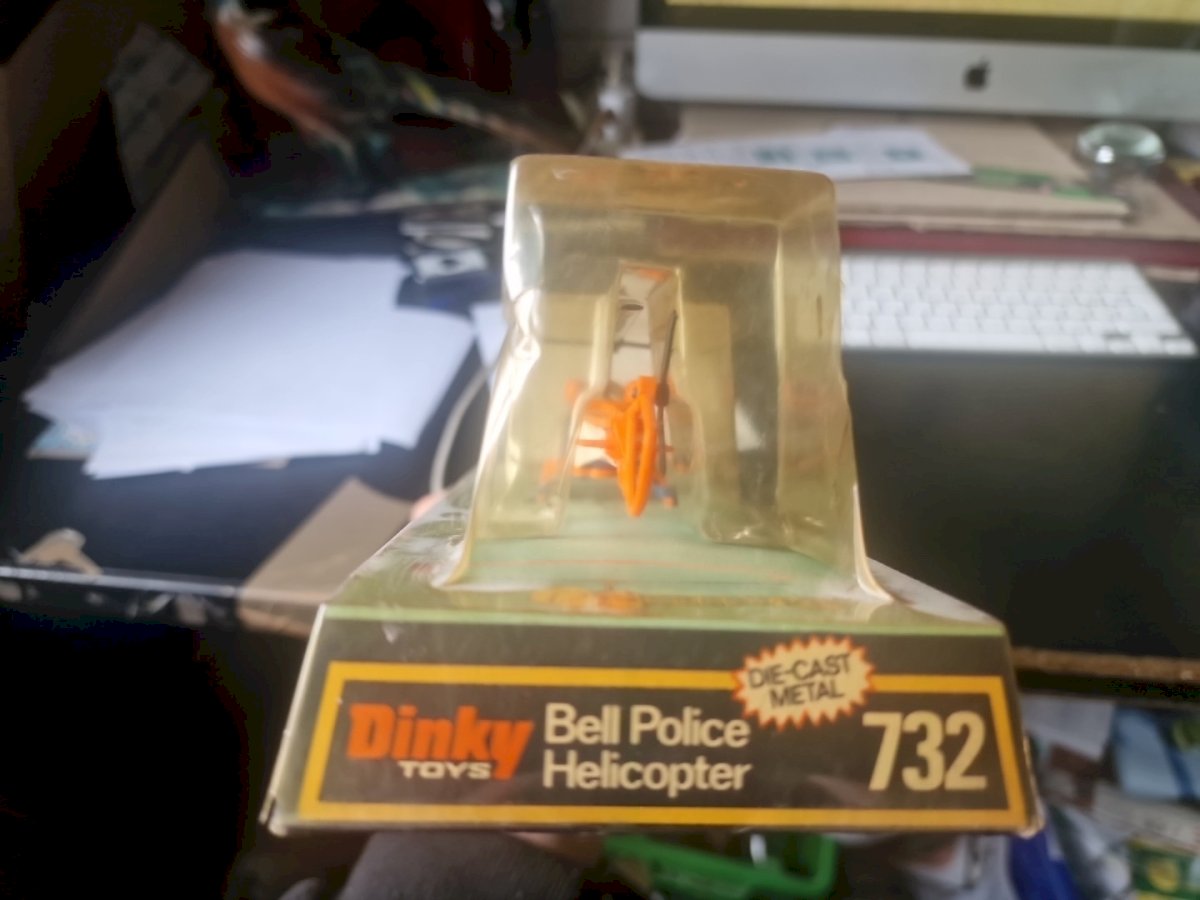 DIE-CAST
METAL
Dinky
TOYS
Bell Police
Helicopter
732